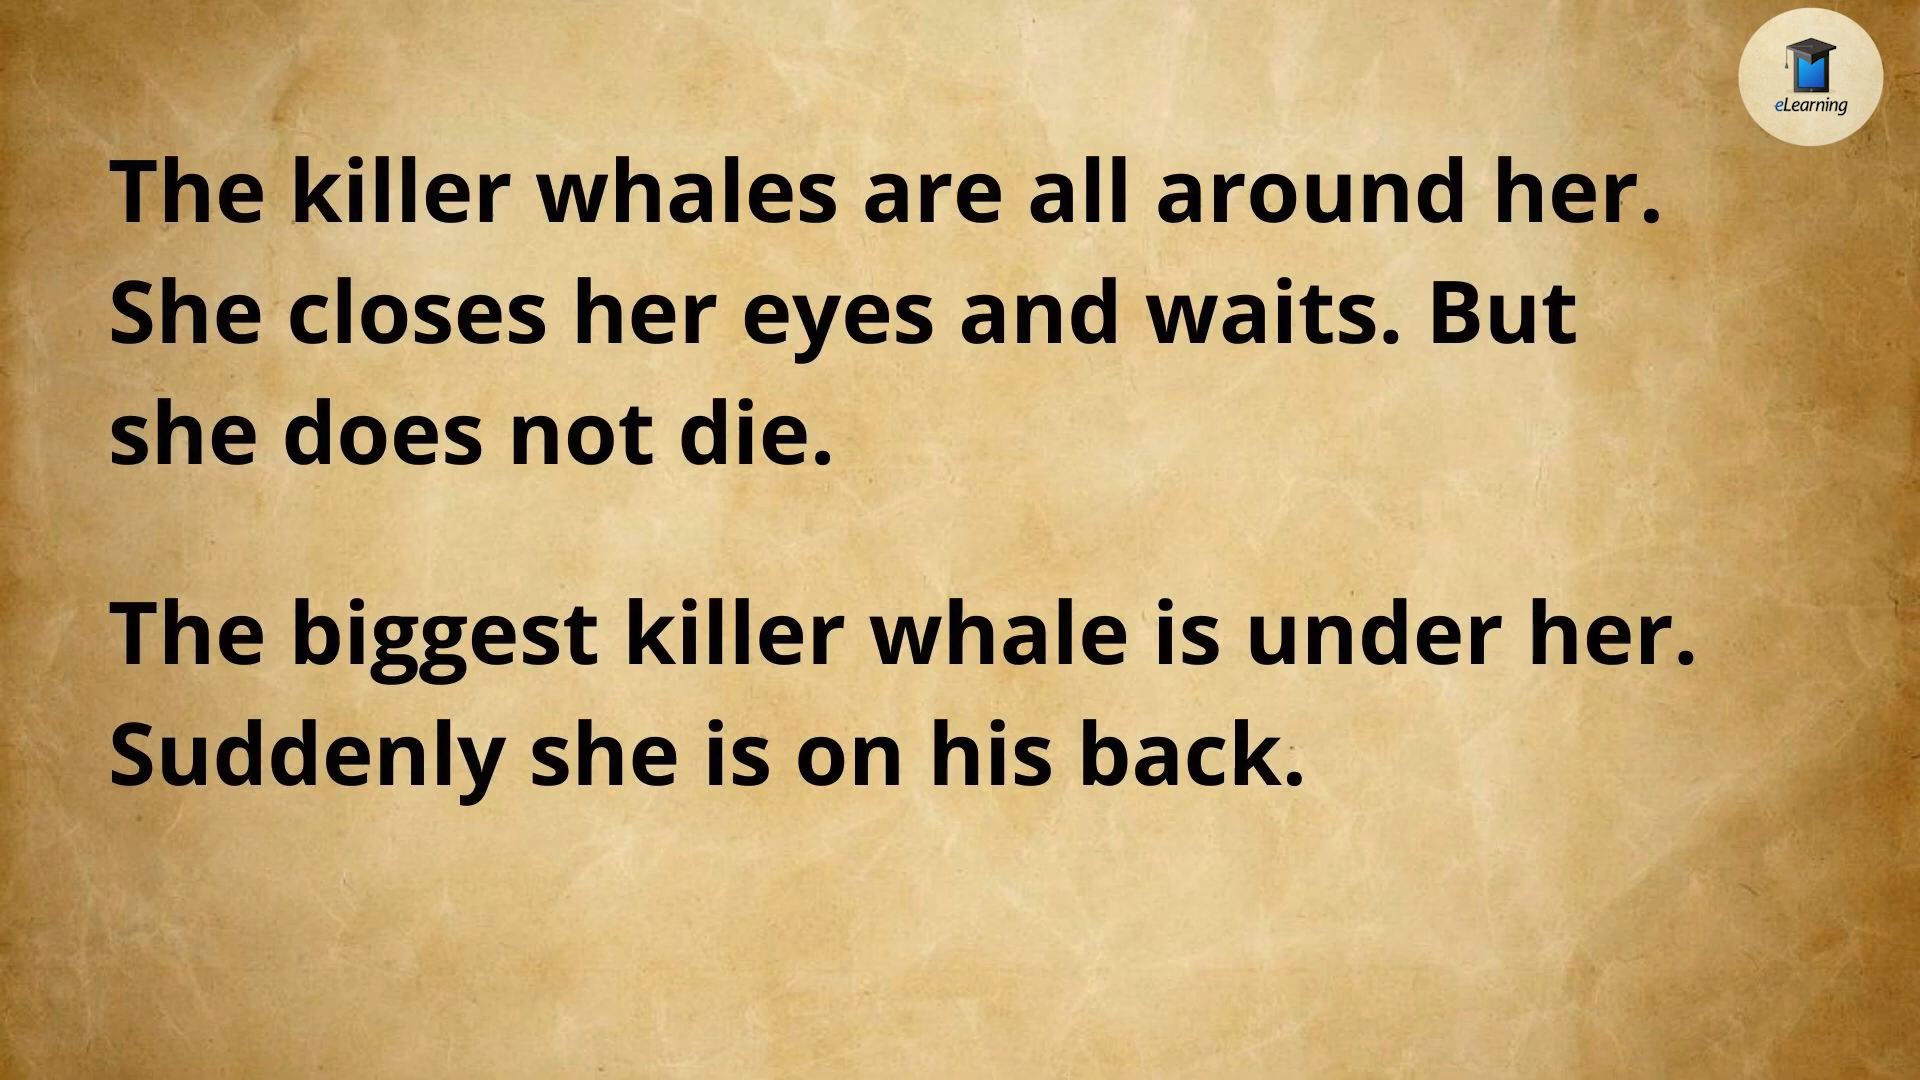 eLearning
The killer whales are all around her.
She closes her eyes and waits. But
she does not die.
The biggest killer whale is under her.
Suddenly she is on his back.